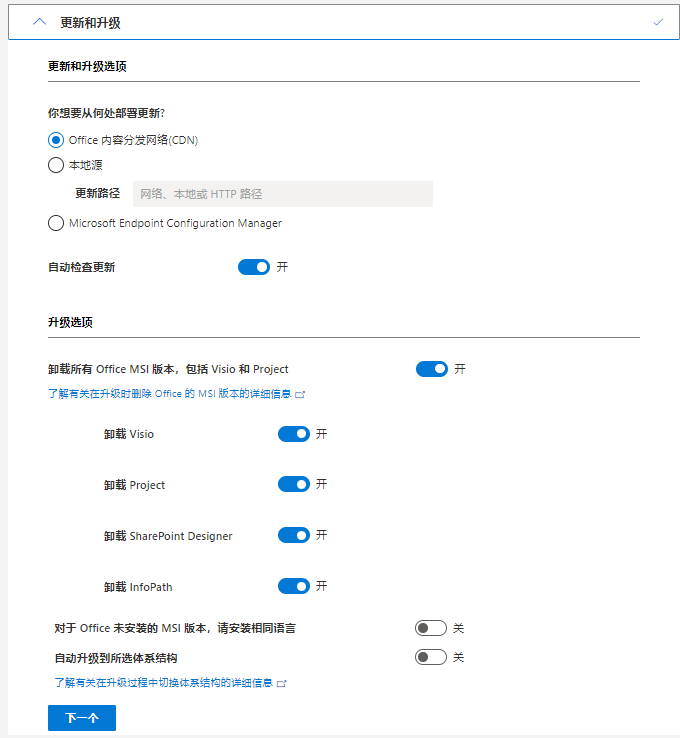 更新和升级
更新和升级选项
你想要从何处部署更新?
Office 内容分发网络(CDN)
本地源
更新路径 网络、本地或 HTTP 路径
Microsoft Endpoint Configuration Manager
自动检查更新 开
升级选项
卸载所有 Office MSI 版本，包括 Visio 和 Project 开
了解有关在升级时删除 Office 的 MSI 版本的详细信息
卸载 Visio 开
卸载 Project 开
卸载 SharePoint Designer 开
卸载 InfoPath 开
对于 Office 未安装的 MSI 版本，请安装相同语言 关
自动升级到所选体系结构 关
了解有关在升级过程中切换体系结构的详细信息
下一个